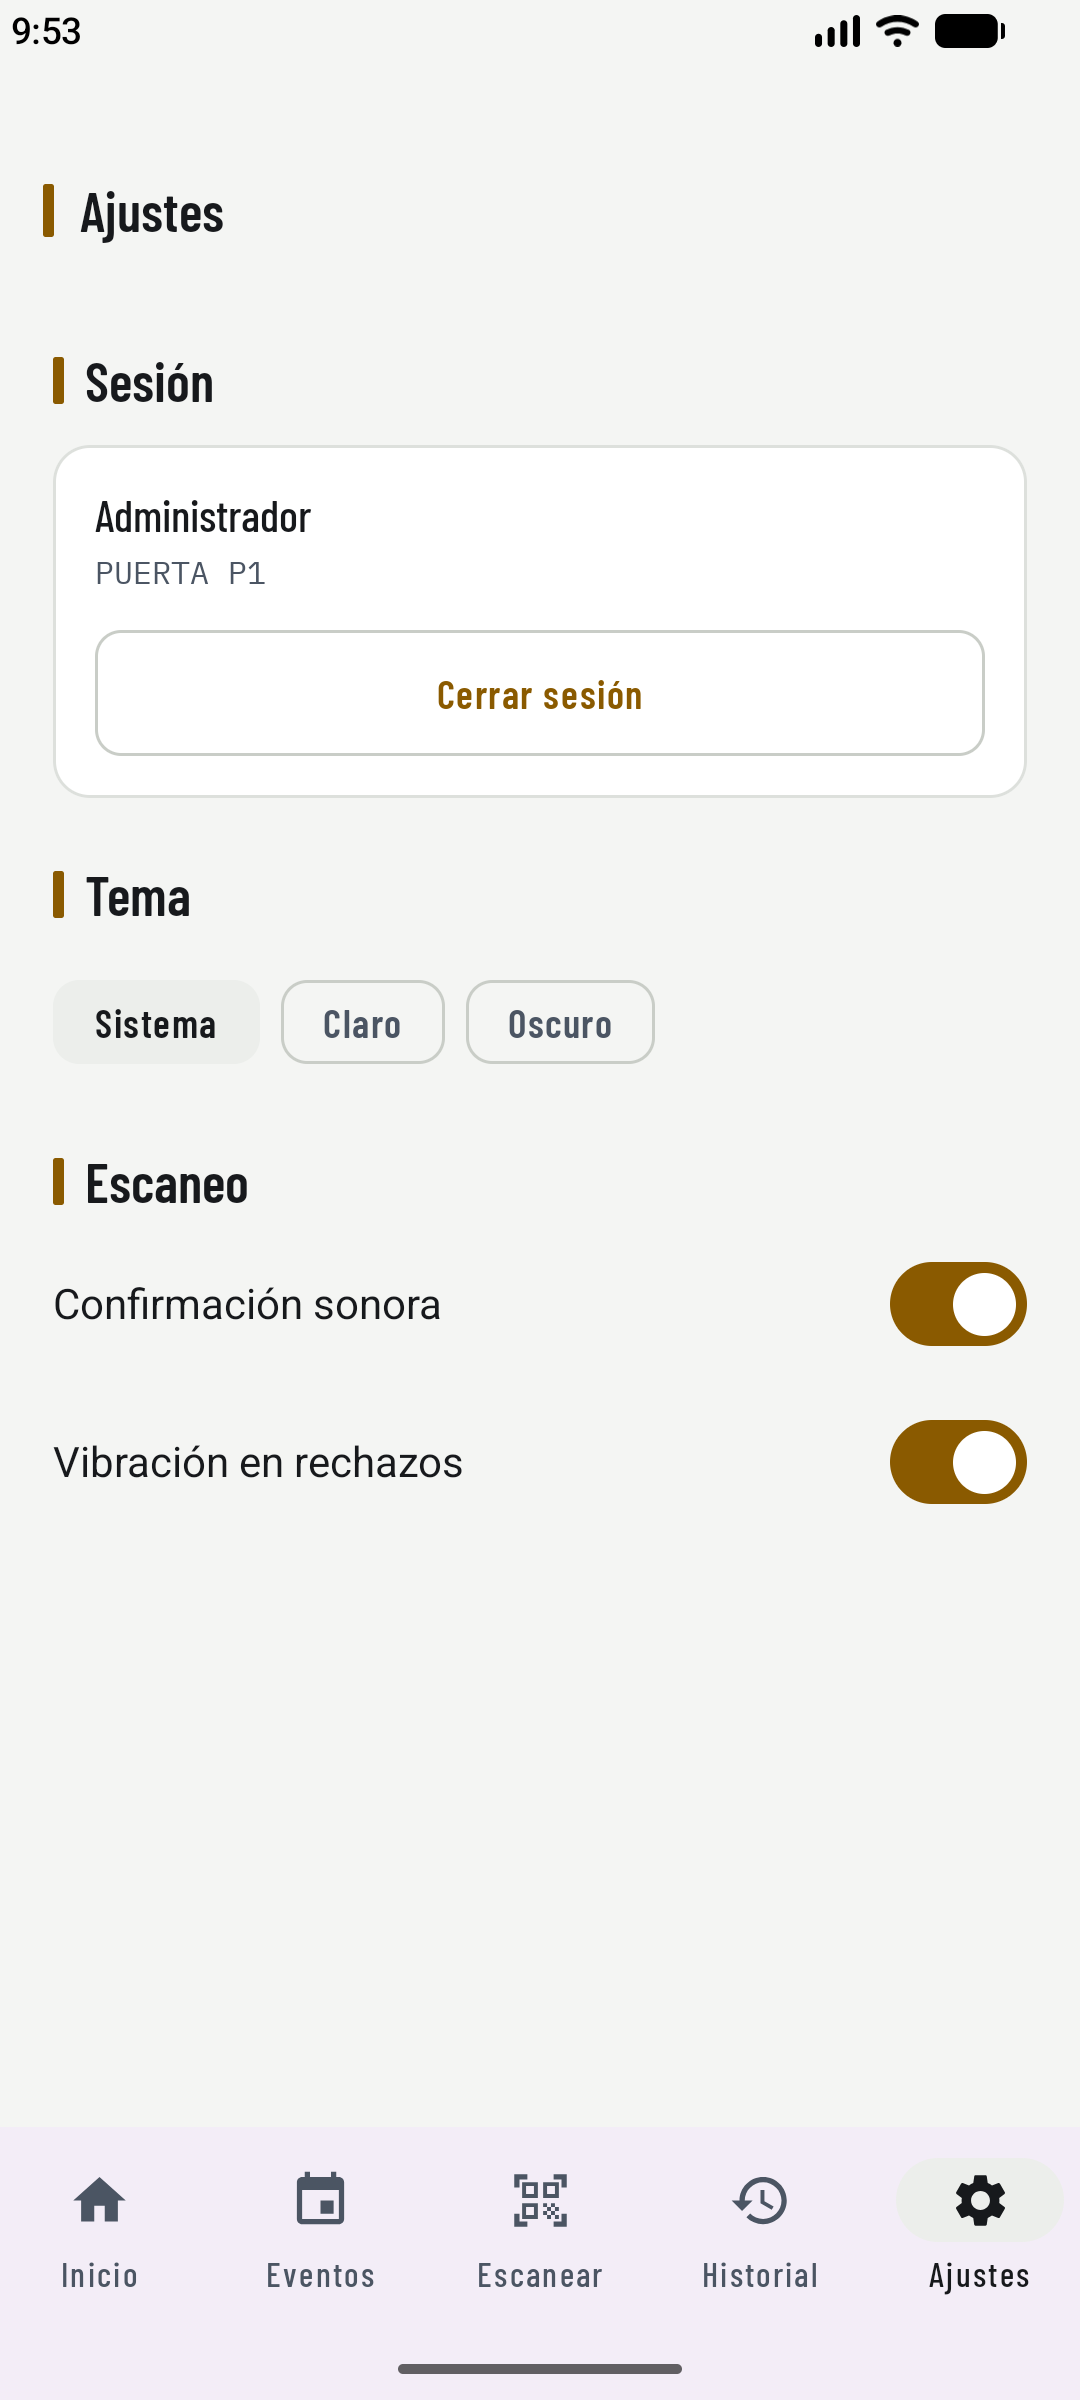 9:53
Ajustes
Sesión
Administrador
PUERTA P1
Cerrar sesión
Tema
Sistema
Claro
Oscuro
Escaneo
Confirmación sonora
Vibración en rechazos
Inicio
Eventos
Escanear
Historial
Ajustes